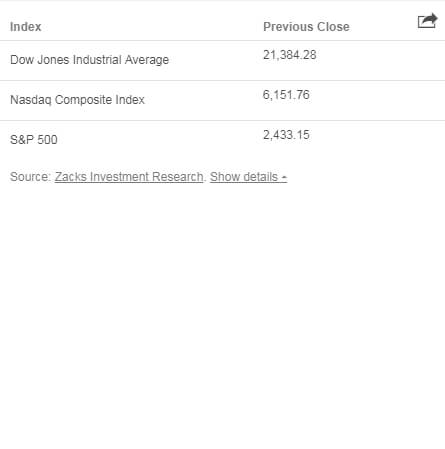 Index Previous Close
Dow Jones Industrial Average 21,384.28
Nasdaq Composite Index 6,151.76
S&P 500 2,433.15
Source: Zacks Investment Research. Show details